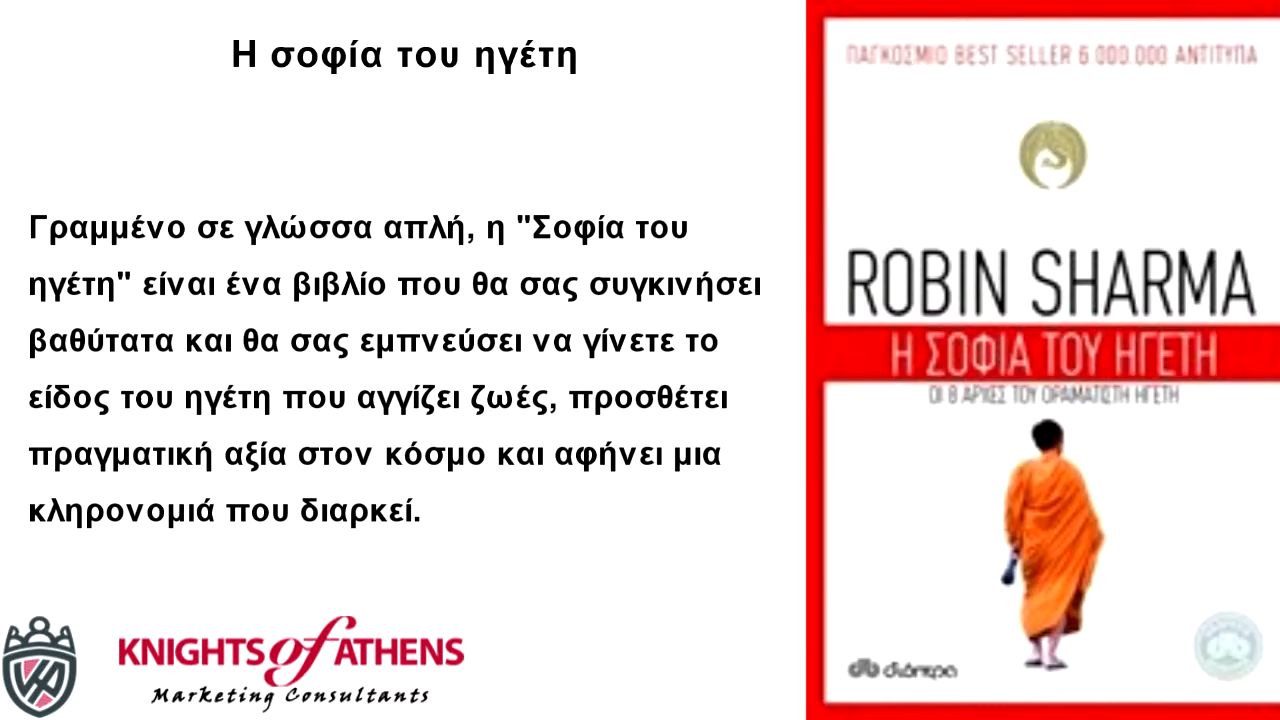 Η σοφία του ηγέτη
Γραμμένο σε γλώσσα απλή, η "Σοφία του
ηγέτη" είναι ένα βιβλίο που θα σας συγκινήσει
βαθύτατα και θα σας εμπνεύσει να γίνετε το
είδος του ηγέτη που αγγίζει ζωές, προσθέτει
πραγματική αξία στον κόσμο και αφήνει μια
κληρονομιά που διαρκεί.
KNIGHTS of ATHENS
Marketing Consultants
ΠΑΓΚΟΣΜΙΟ BEST SELLER 6.000.000 ΑΝΤΙΤΥΠΑ
ROBIN SHARMA
Η ΣΟΦΙΑ ΤΟΥ ΗΓΕΤΗ
ΟΙ 8 ΑΡΧΕΣ ΤΟΥ ΟΡΑΜΑΤΙΣΤΗ ΗΓΕΤΗ
διόπτρα